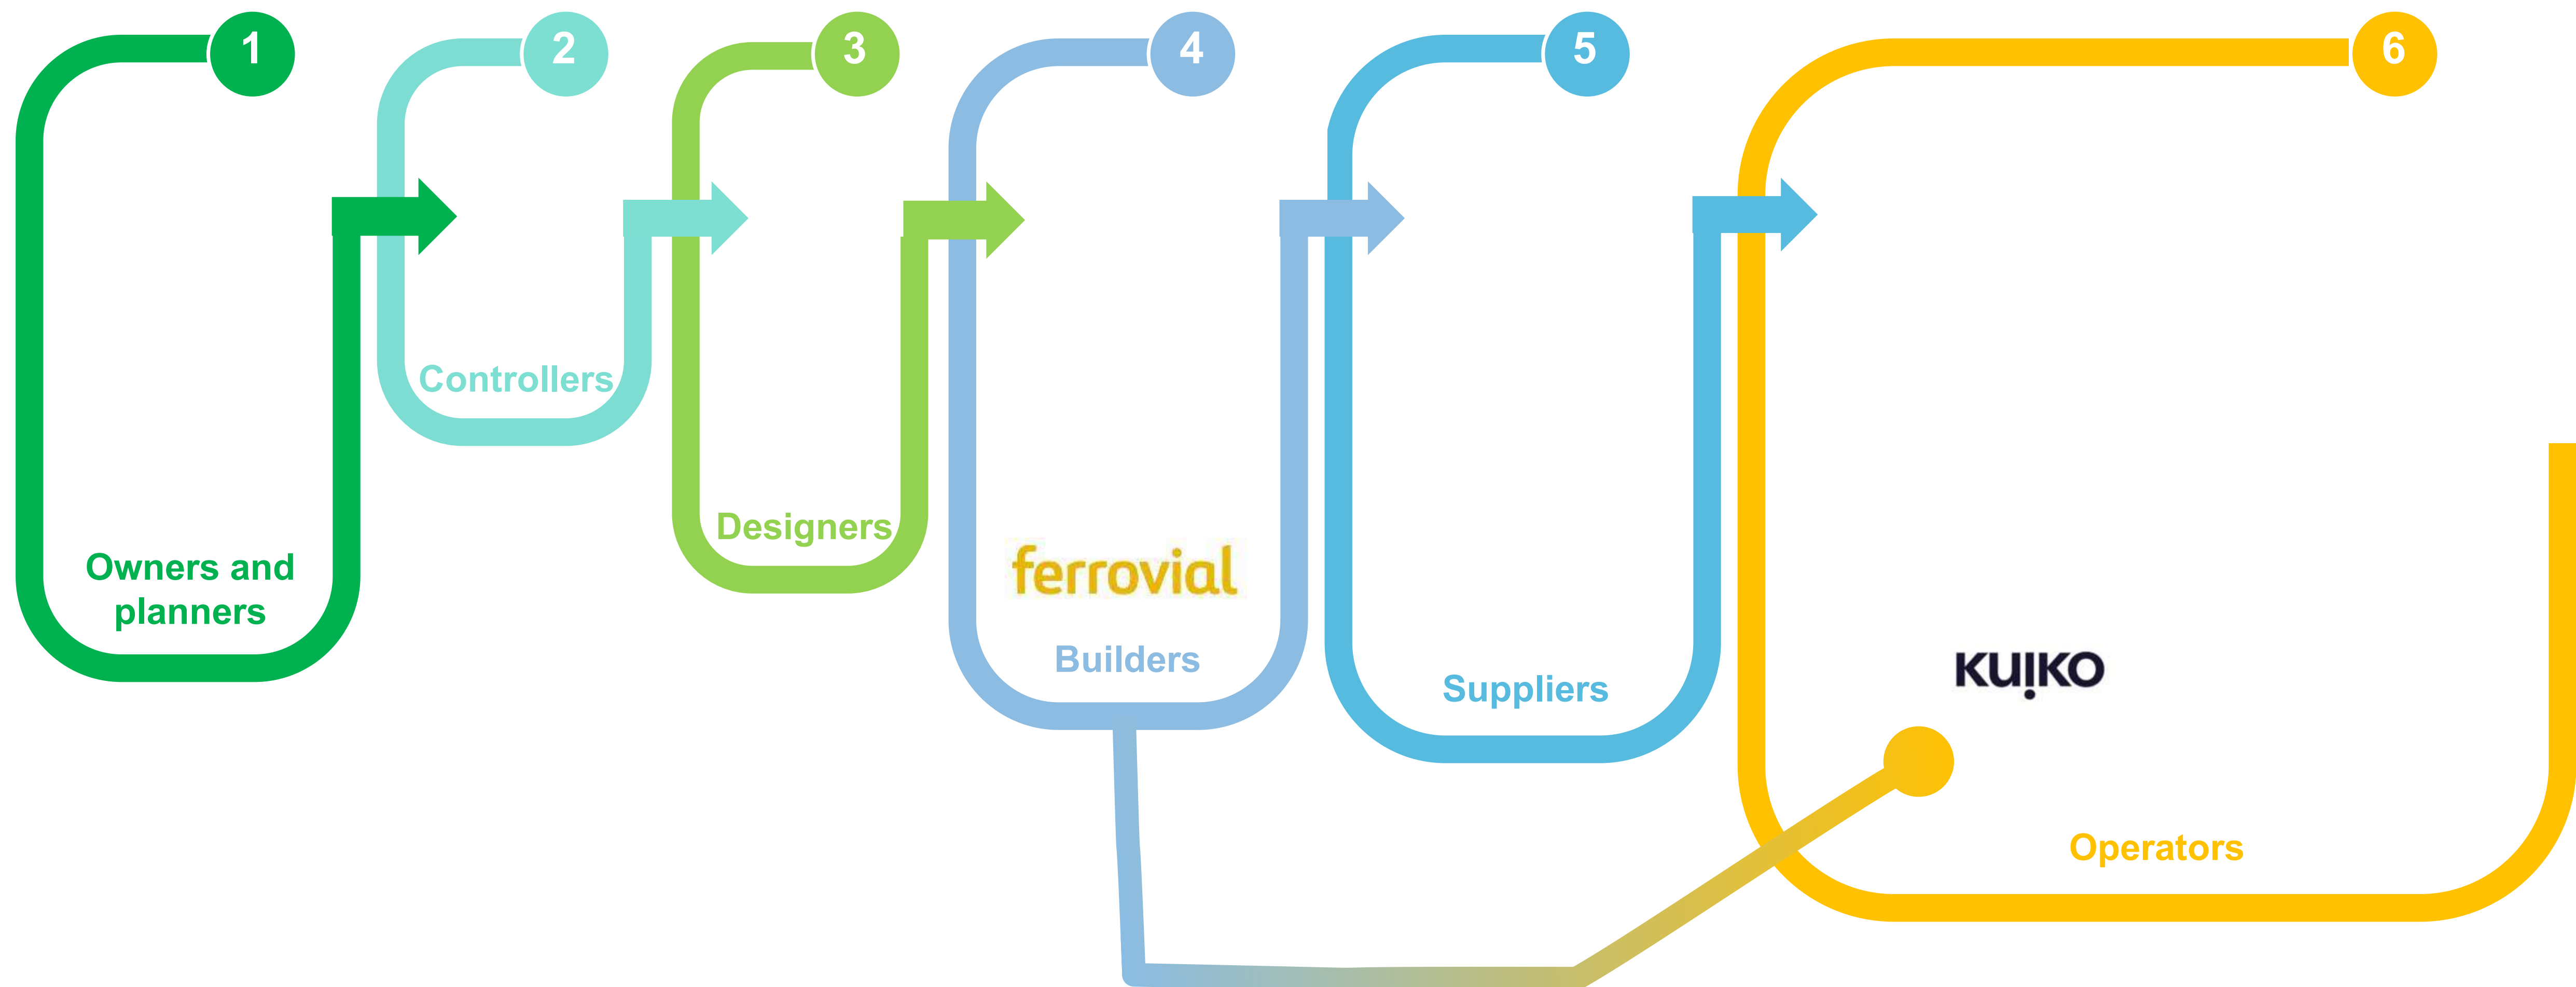 1
2
3
4
5
6
Controllers
Designers
Owners and
planners
ferrovial
Builders
KUIKO
Suppliers
Operators